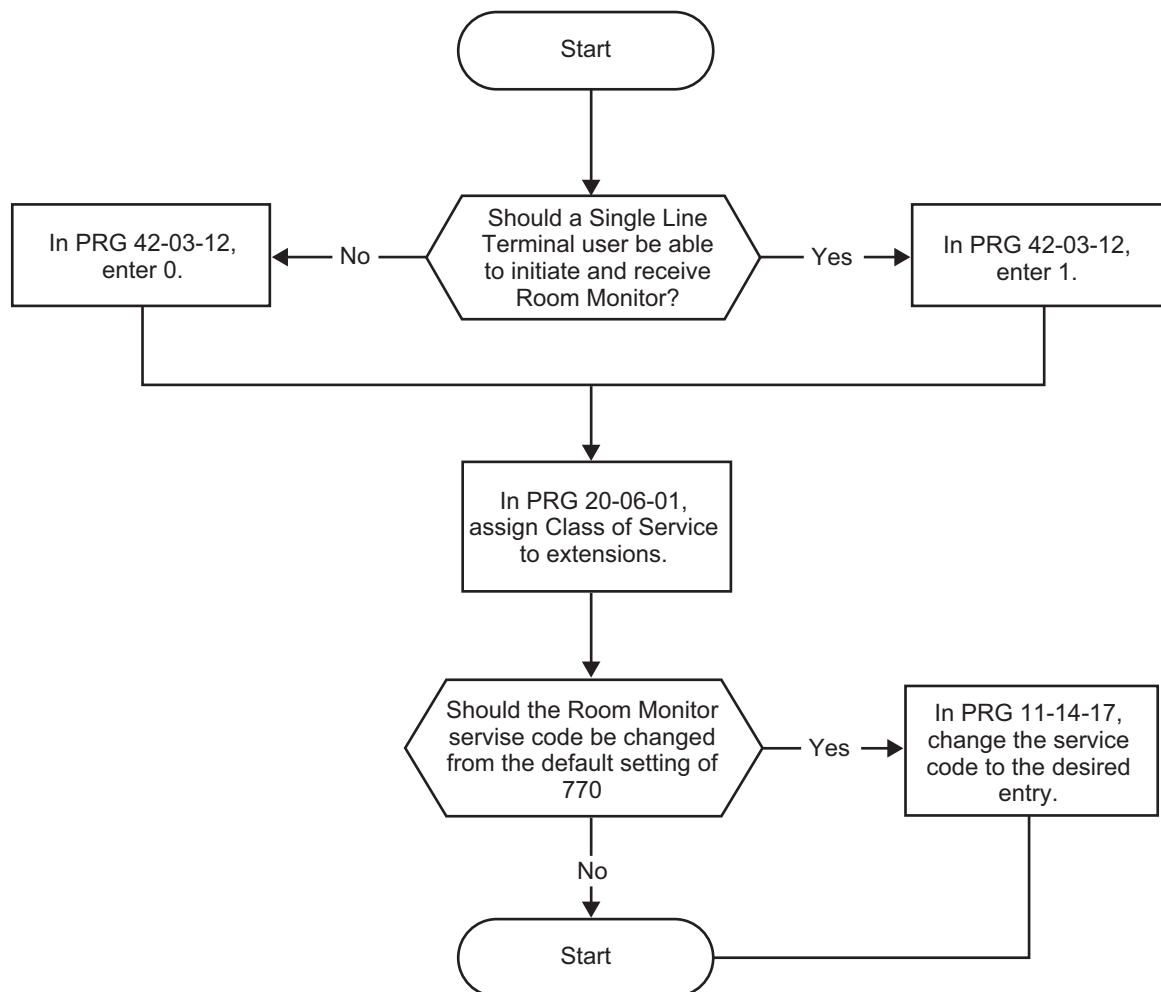 Start
Should a Single Line
Terminal user be able
to initiate and receive
Room Monitor?
No
In PRG 42-03-12,
enter 0.
Yes
In PRG 42-03-12,
enter 1.
In PRG 20-06-01,
assign Class of Service
to extensions.
Should the Room Monitor
servise code be changed
from the default setting of
770
Yes
In PRG 11-14-17,
change the service
code to the desired
entry.
No
Start